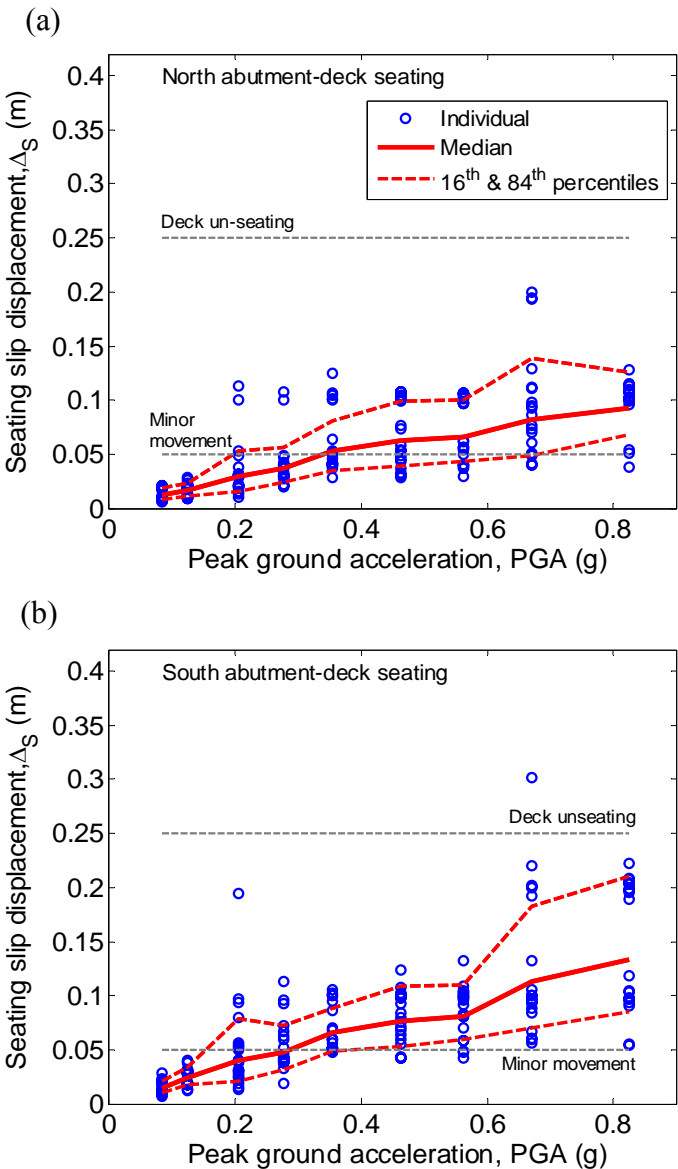 (a)
North abutment-deck seating
Individual
Median
16th & 84th percentiles
Deck un-seating
Minor
movement
Seating slip displacement,ΔS (m)
0.4
0.35
0.3
0.25
0.2
0.15
0.1
0.05
0
0 0.2 0.4 0.6 0.8
Peak ground acceleration, PGA (g)
(b)
South abutment-deck seating
Deck unseating
Minor movement
Seating slip displacement,ΔS (m)
0.4
0.35
0.3
0.25
0.2
0.15
0.1
0.05
0
0 0.2 0.4 0.6 0.8
Peak ground acceleration, PGA (g)